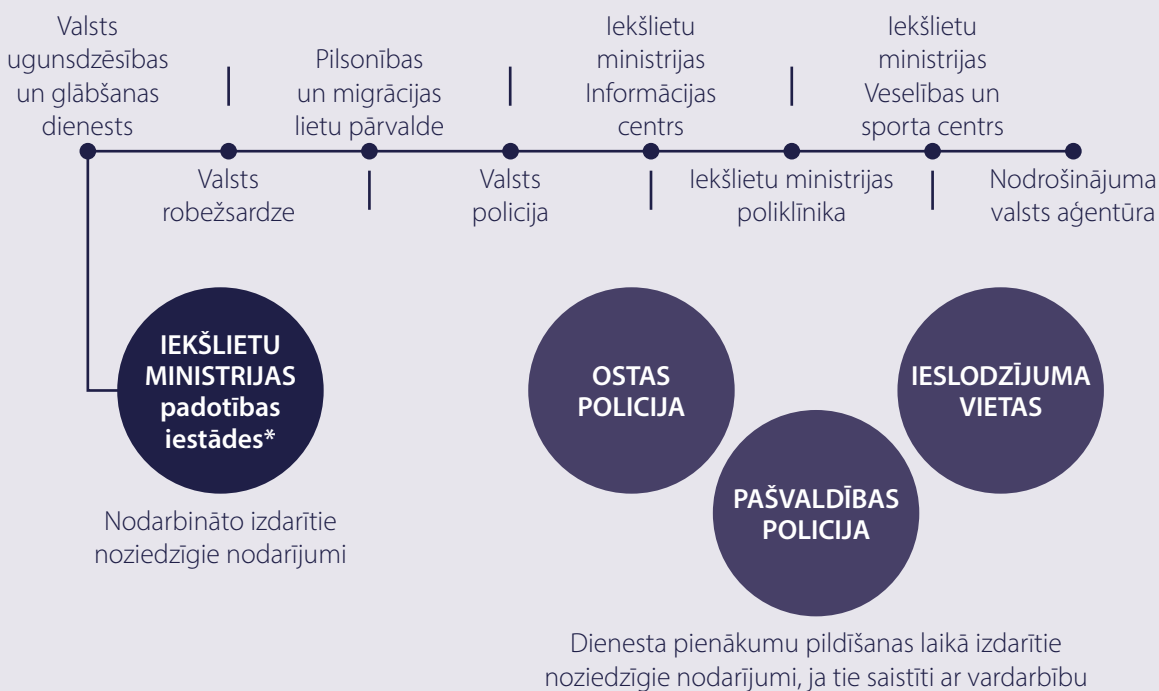 Valsts
ugunsdzēsības
un glābšanas
dienests
Pilsonības
un migrācijas
lietu pārvalde
Iekšlietu
ministrijas
Informācijas
centrs
Iekšlietu
ministrijas
Veselības un
sporta centrs
Valsts
robežsardze
Valsts
policija
Iekšlietu ministrijas
poliklīnika
Nodrošinājuma
valsts aģentūra
IEKŠLIETU
MINISTRIJAS
padotības
iestādes*
Nodarbināto izdarītie
noziedzīgie nodarījumi
OSTAS
POLICIJA
PAŠVALDĪBAS
POLICIJA
IESLODZĪJUMA
VIETAS
Dienesta pienākumu pildīšanas laikā izdarītie
noziedzīgie nodarījumi, ja tie saistīti ar vardarbību